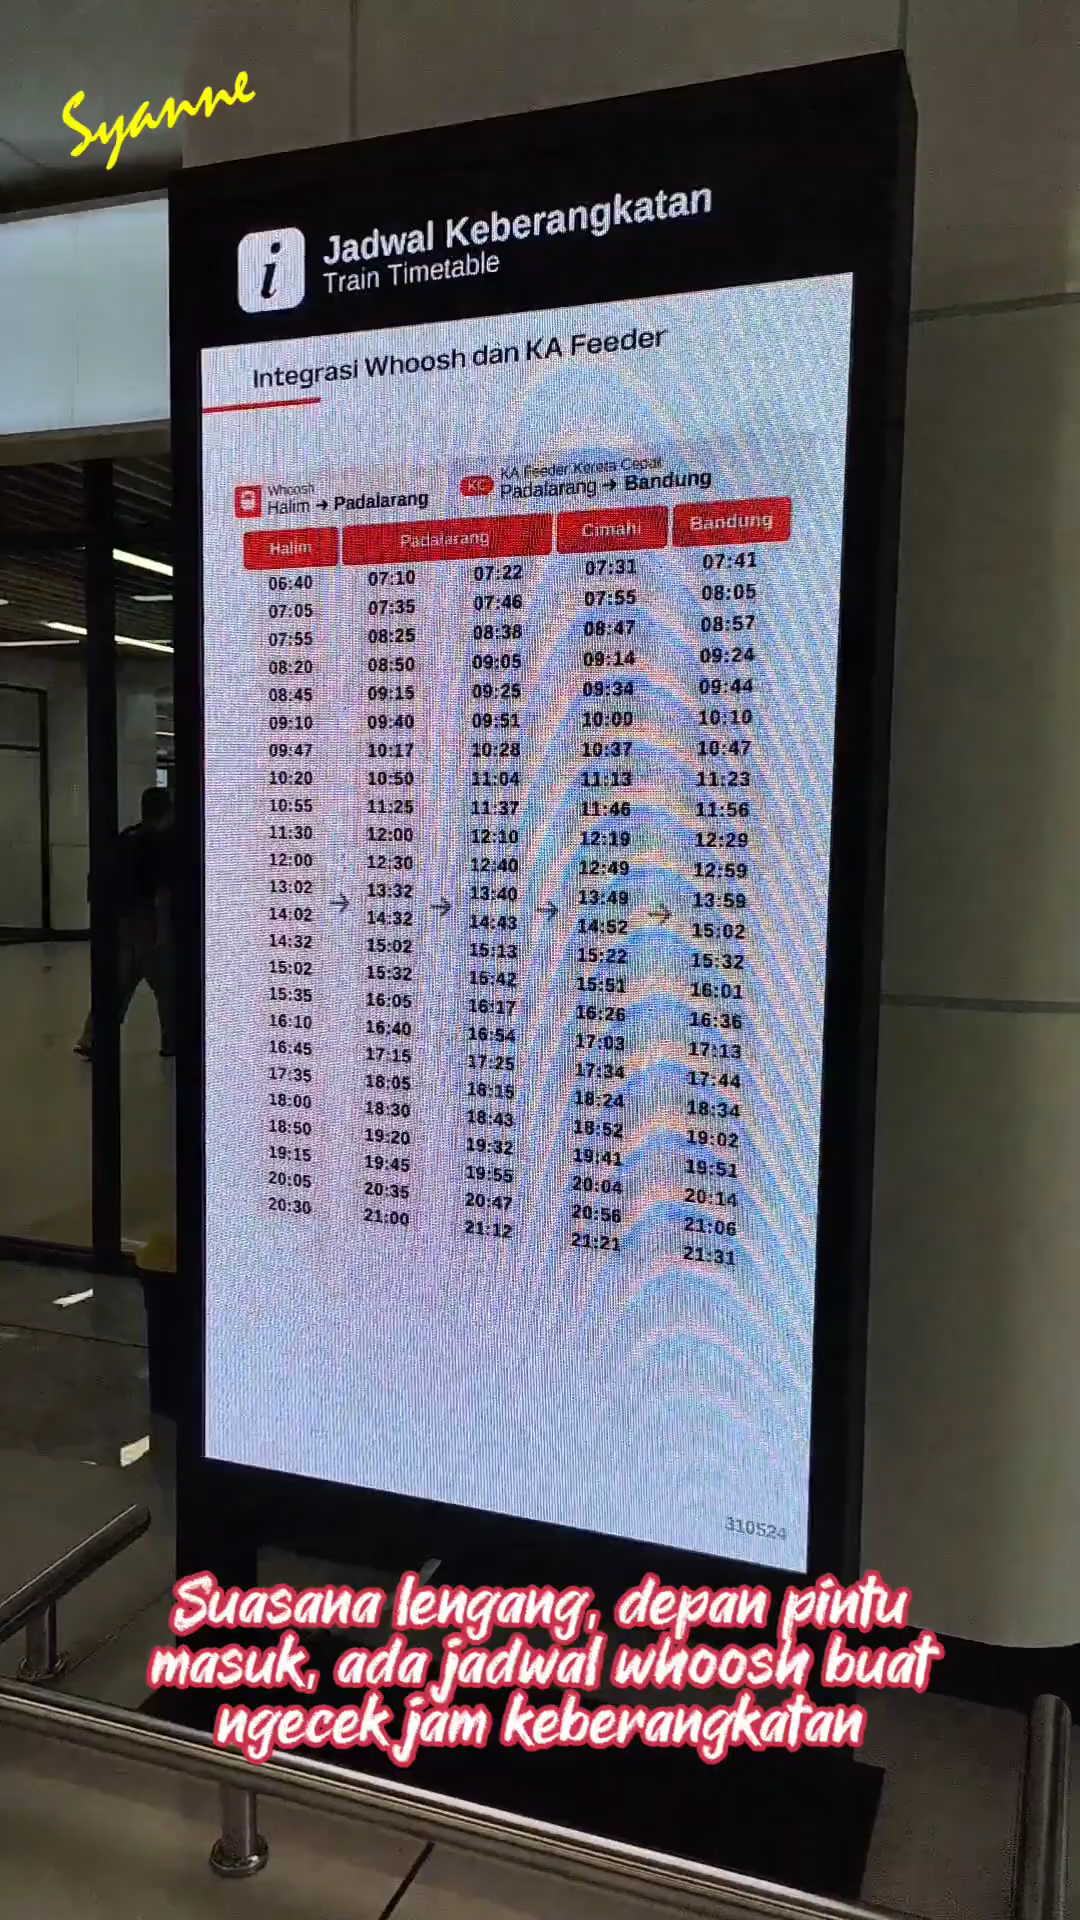 Syanne
i Jadwal Keberangkatan
Train Timetable
Integrasi Whoosh dan KA Feeder
Whoosh
Halim → Padalarang
KA Feeder Kereta Cepat
KC Padalarang → Bandung
Halim Padalarang Cimahi Bandung
06:40 07:10 07:22 07:31 07:41
07:05 07:35 07:46 07:55 08:05
07:55 08:25 08:38 08:47 08:57
08:20 08:50 09:05 09:14 09:24
08:45 09:15 09:25 09:34 09:44
09:10 09:40 09:51 10:00 10:10
09:47 10:17 10:28 10:37 10:47
10:20 10:50 11:04 11:13 11:23
10:55 11:25 11:37 11:46 11:56
11:30 12:00 12:10 12:19 12:29
12:00 12:30 12:40 12:49 12:59
13:02 → 13:32 → 13:40 → 13:49 → 13:59
14:02 14:32 14:43 14:52 15:02
14:32 15:02 15:13 15:22 15:32
15:02 15:32 15:42 15:51 16:01
15:35 16:05 16:17 16:26 16:36
16:10 16:40 16:54 17:03 17:13
16:45 17:15 17:25 17:34 17:44
17:35 18:05 18:15 18:24 18:34
18:00 18:30 18:43 18:52 19:02
18:50 19:20 19:32 19:41 19:51
19:15 19:45 19:55 20:04 20:14
20:05 20:35 20:47 20:56 21:06
20:30 21:00 21:12 21:21 21:31
310524
Suasana lengang, depan pintu
masuk, ada jadwal whoosh buat
ngecek jam keberangkatan